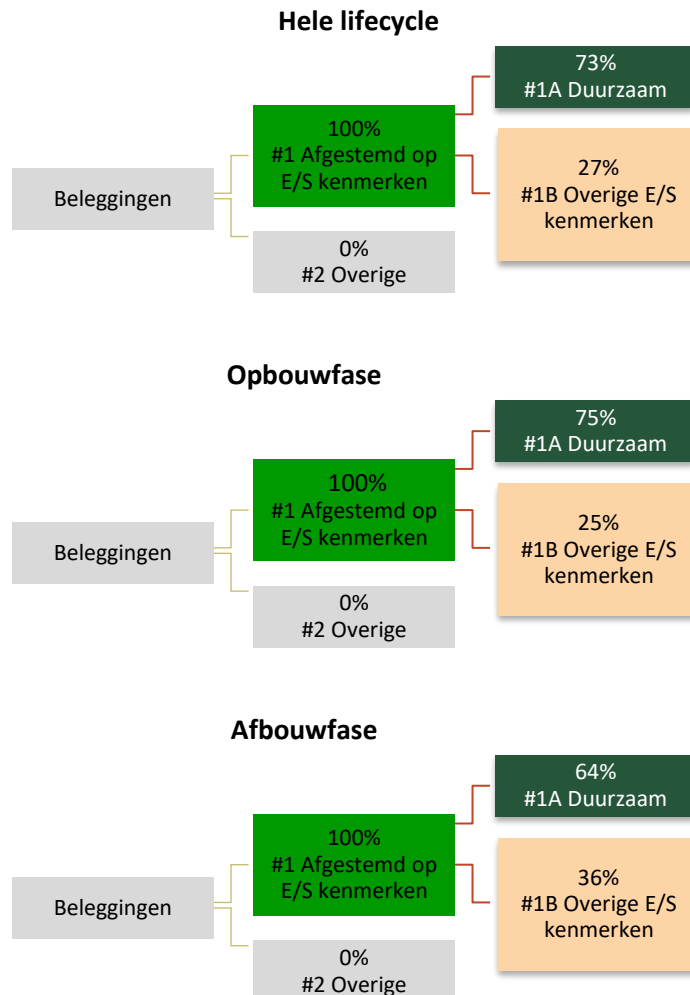 Hele lifecycle
73%
#1A Duurzaam
100%
#1 Afgestemd op
E/S kenmerken
27%
#1B Overige E/S
kenmerken
Beleggingen
0%
#2 Overige
Opbouwfase
75%
#1A Duurzaam
100%
#1 Afgestemd op
E/S kenmerken
25%
#1B Overige E/S
kenmerken
Beleggingen
0%
#2 Overige
Afbouwfase
64%
#1A Duurzaam
100%
#1 Afgestemd op
E/S kenmerken
36%
#1B Overige E/S
kenmerken
Beleggingen
0%
#2 Overige